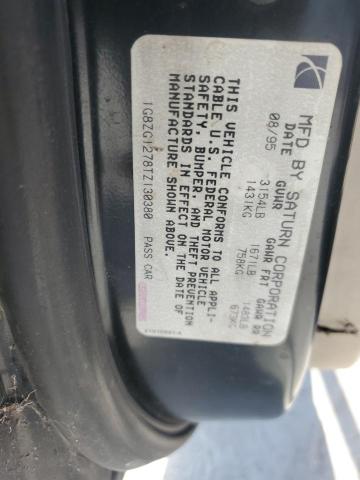 MFD BY SATURN CORPORATION
DATE GVWR GAWR FRT GAWR RR
08/95 3154LB 1671LB 1483LB
1431KG 758KG 673KG
THIS VEHICLE CONFORMS TO ALL APPLI-
CABLE U.S. FEDERAL MOTOR VEHICLE
SAFETY, BUMPER, AND THEFT PREVENTION
STANDARDS IN EFFECT ON THE DATE OF
MANUFACTURE SHOWN ABOVE.
1G8ZG1278TZ130380 PASS CAR